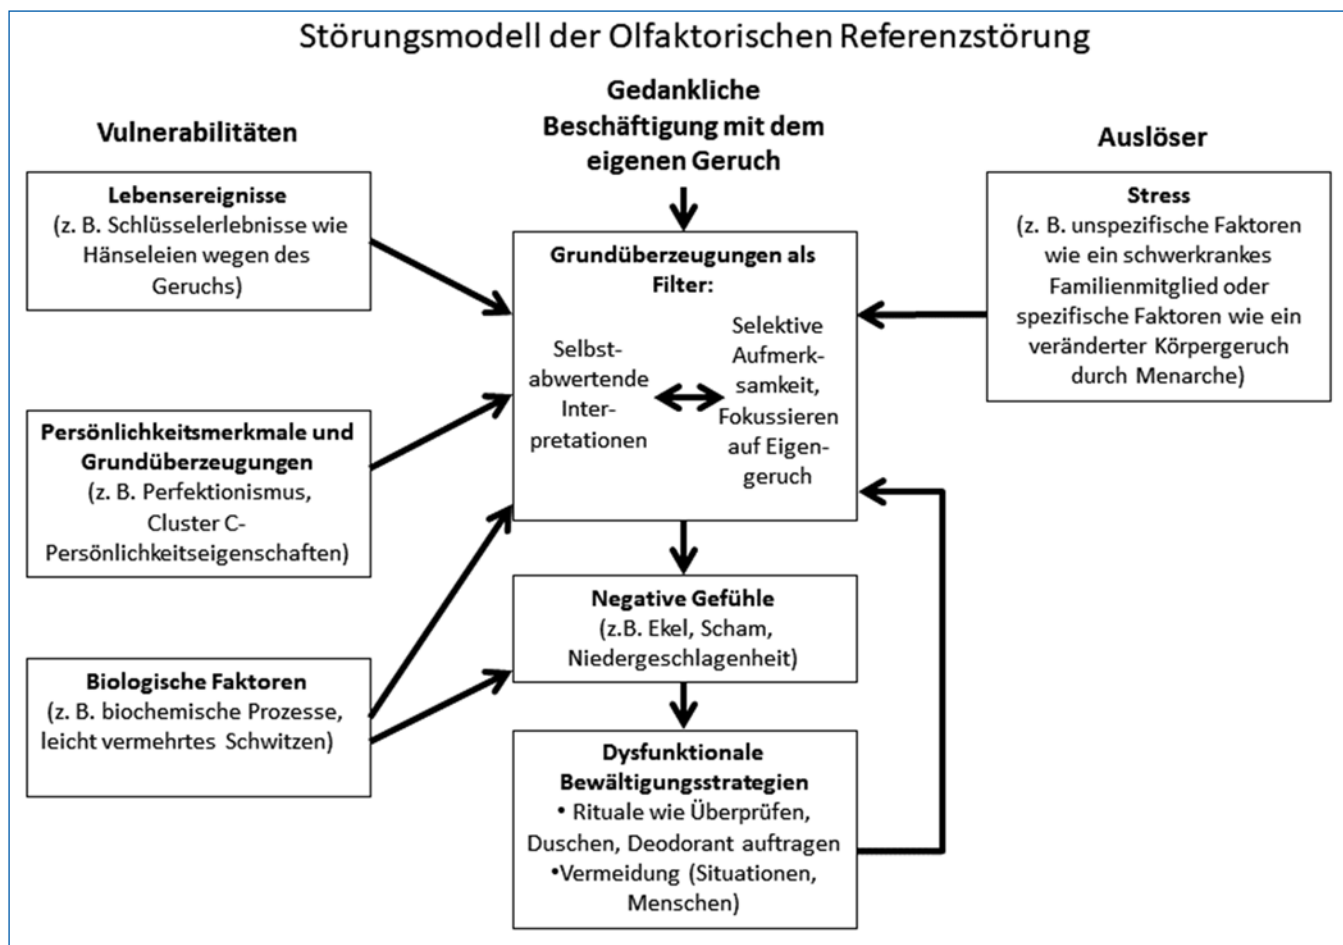 Störungsmodell der Olfaktorischen Referenzstörung
Vulnerabilitäten
Lebensereignisse
(z. B. Schlüsselerlebnisse wie
Hänseleien wegen des
Geruchs)
Persönlichkeitsmerkmale und
Grundüberzeugungen
(z. B. Perfektionismus,
Cluster C-
Persönlichkeitseigenschaften)
Biologische Faktoren
(z. B. biochemische Prozesse,
leicht vermehrtes Schwitzen)
Gedankliche
Beschäftigung mit dem
eigenen Geruch
Grundüberzeugungen als
Filter:
Selbst-
abwertende
Inter-
pretationen
Selektive
Aufmerk-
samkeit,
Fokussieren
auf Eigen-
geruch
Negative Gefühle
(z.B. Ekel, Scham,
Niedergeschlagenheit)
Dysfunktionale
Bewältigungsstrategien
• Rituale wie Überprüfen,
Duschen, Deodorant auftragen
•Vermeidung (Situationen,
Menschen)
Auslöser
Stress
(z. B. unspezifische Faktoren
wie ein schwerkrankes
Familienmitglied oder
spezifische Faktoren wie ein
veränderter Körpergeruch
durch Menarche)